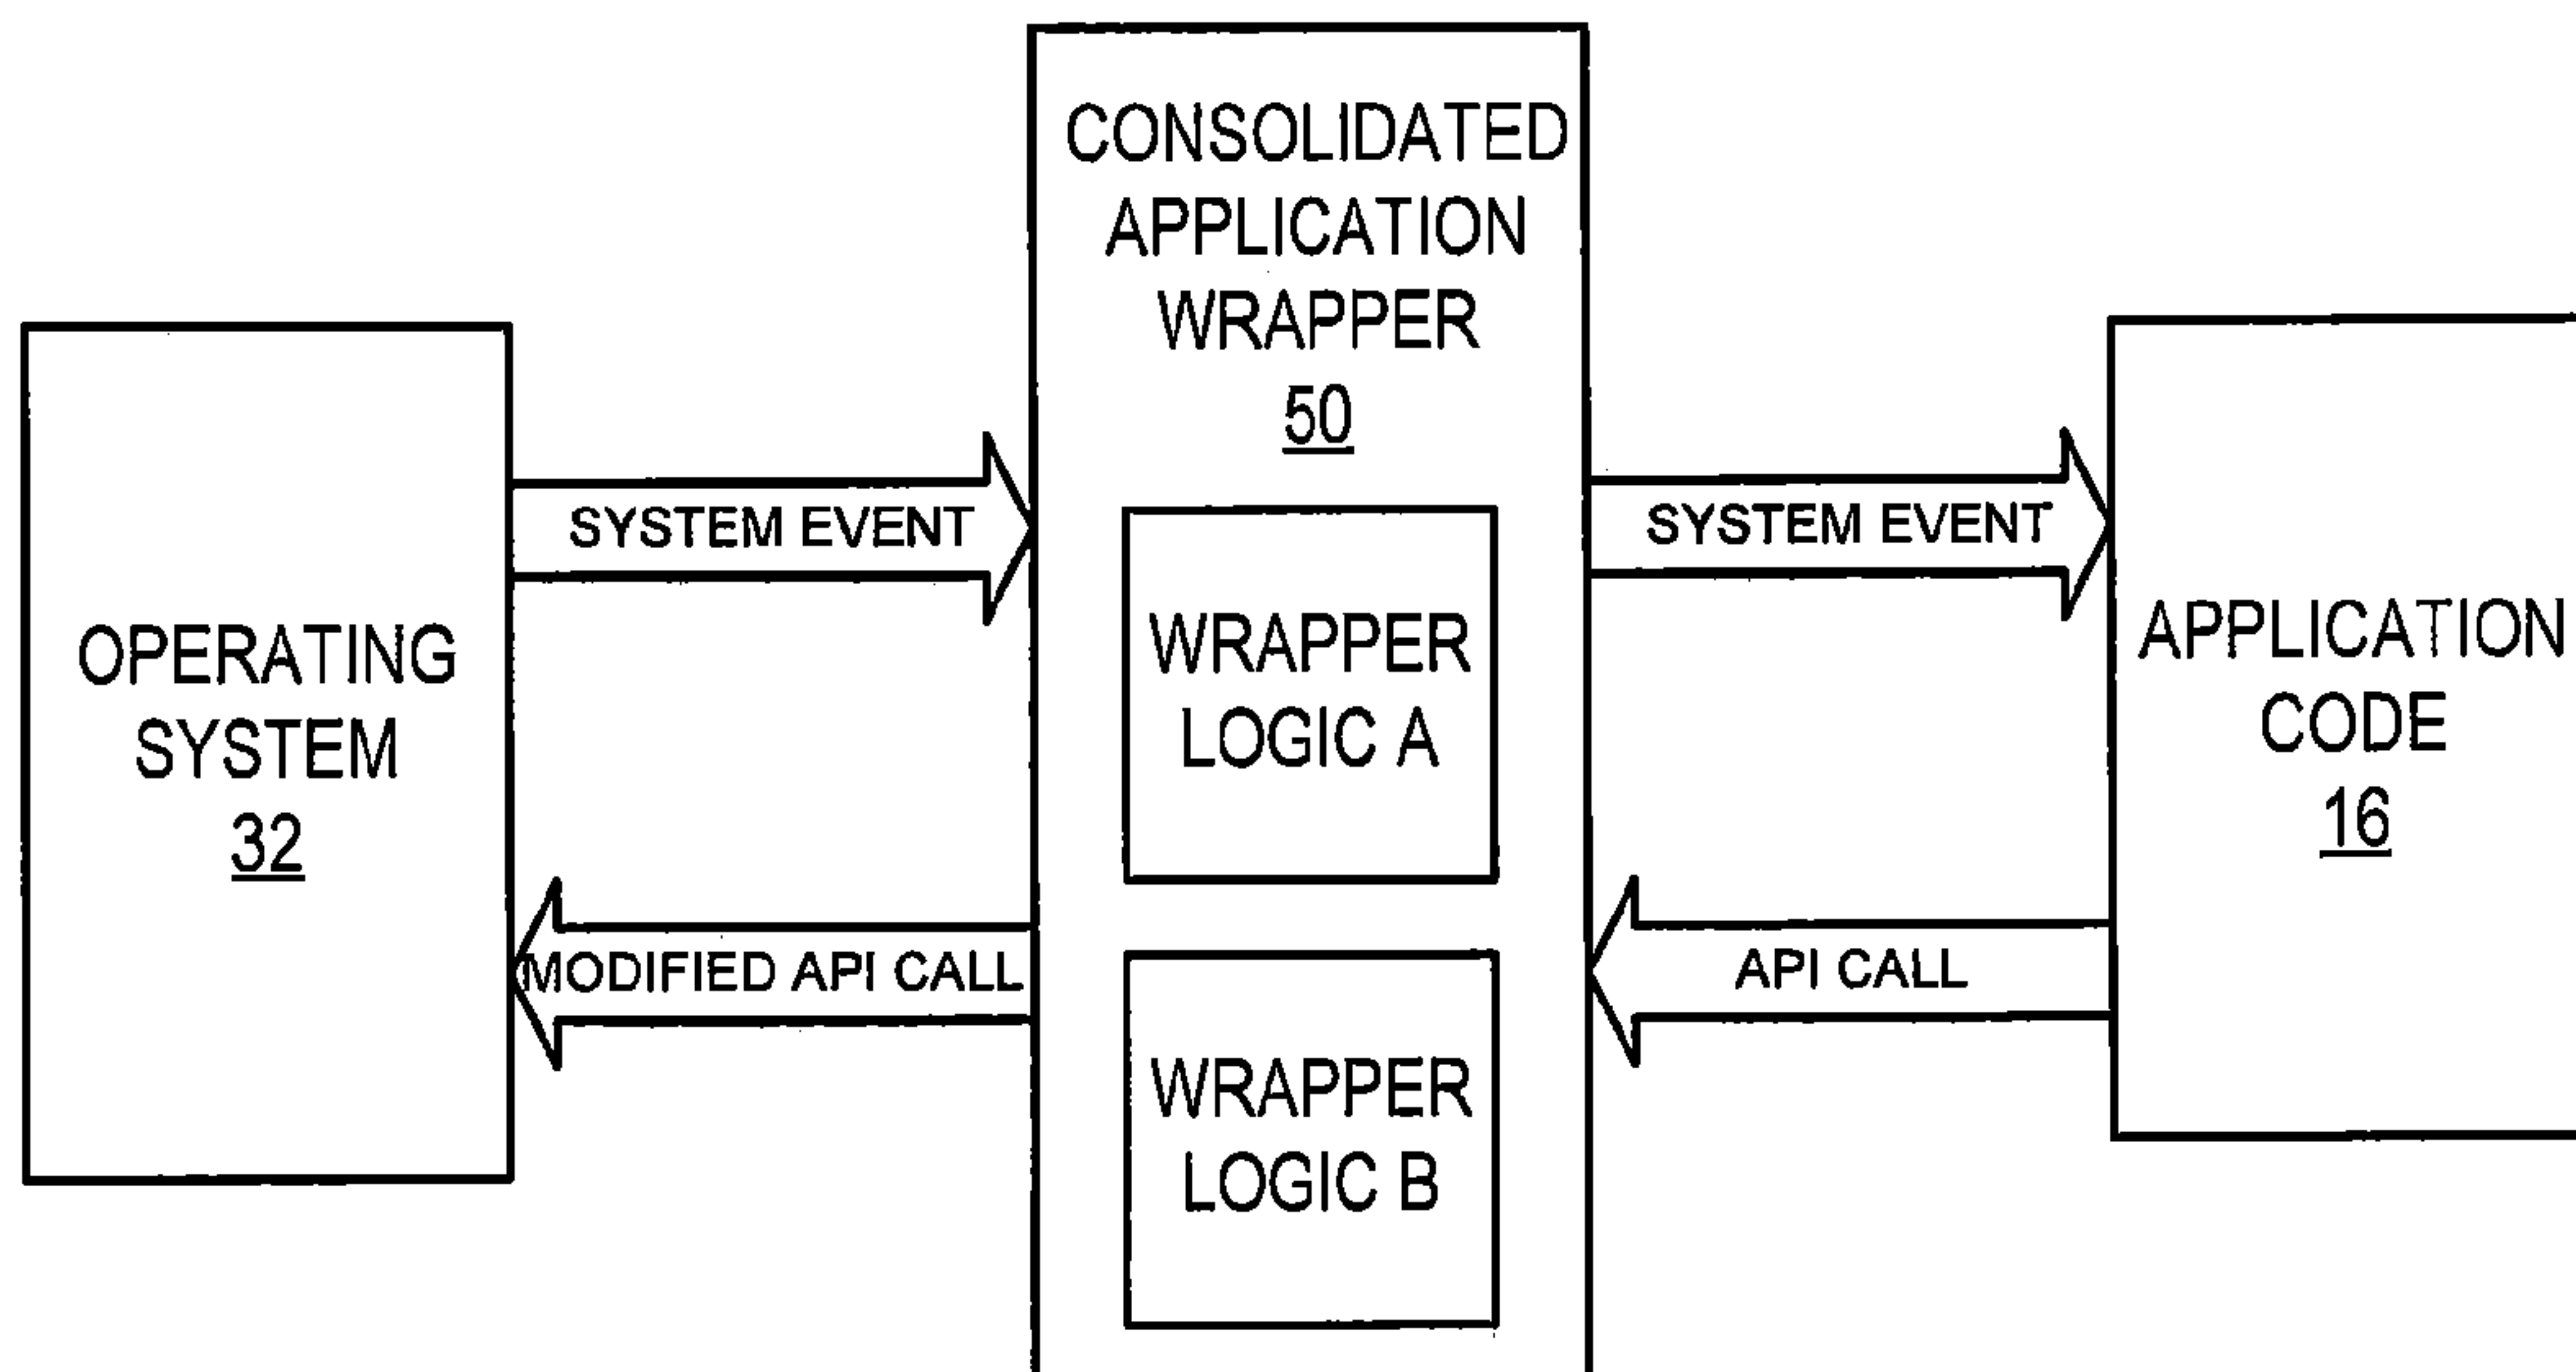 CONSOLIDATED
APPLICATION
WRAPPER
50
SYSTEM EVENT
SYSTEM EVENT
WRAPPER
LOGIC A
OPERATING
SYSTEM
32
APPLICATION
CODE
16
MODIFIED API CALL
API CALL
WRAPPER
LOGIC B